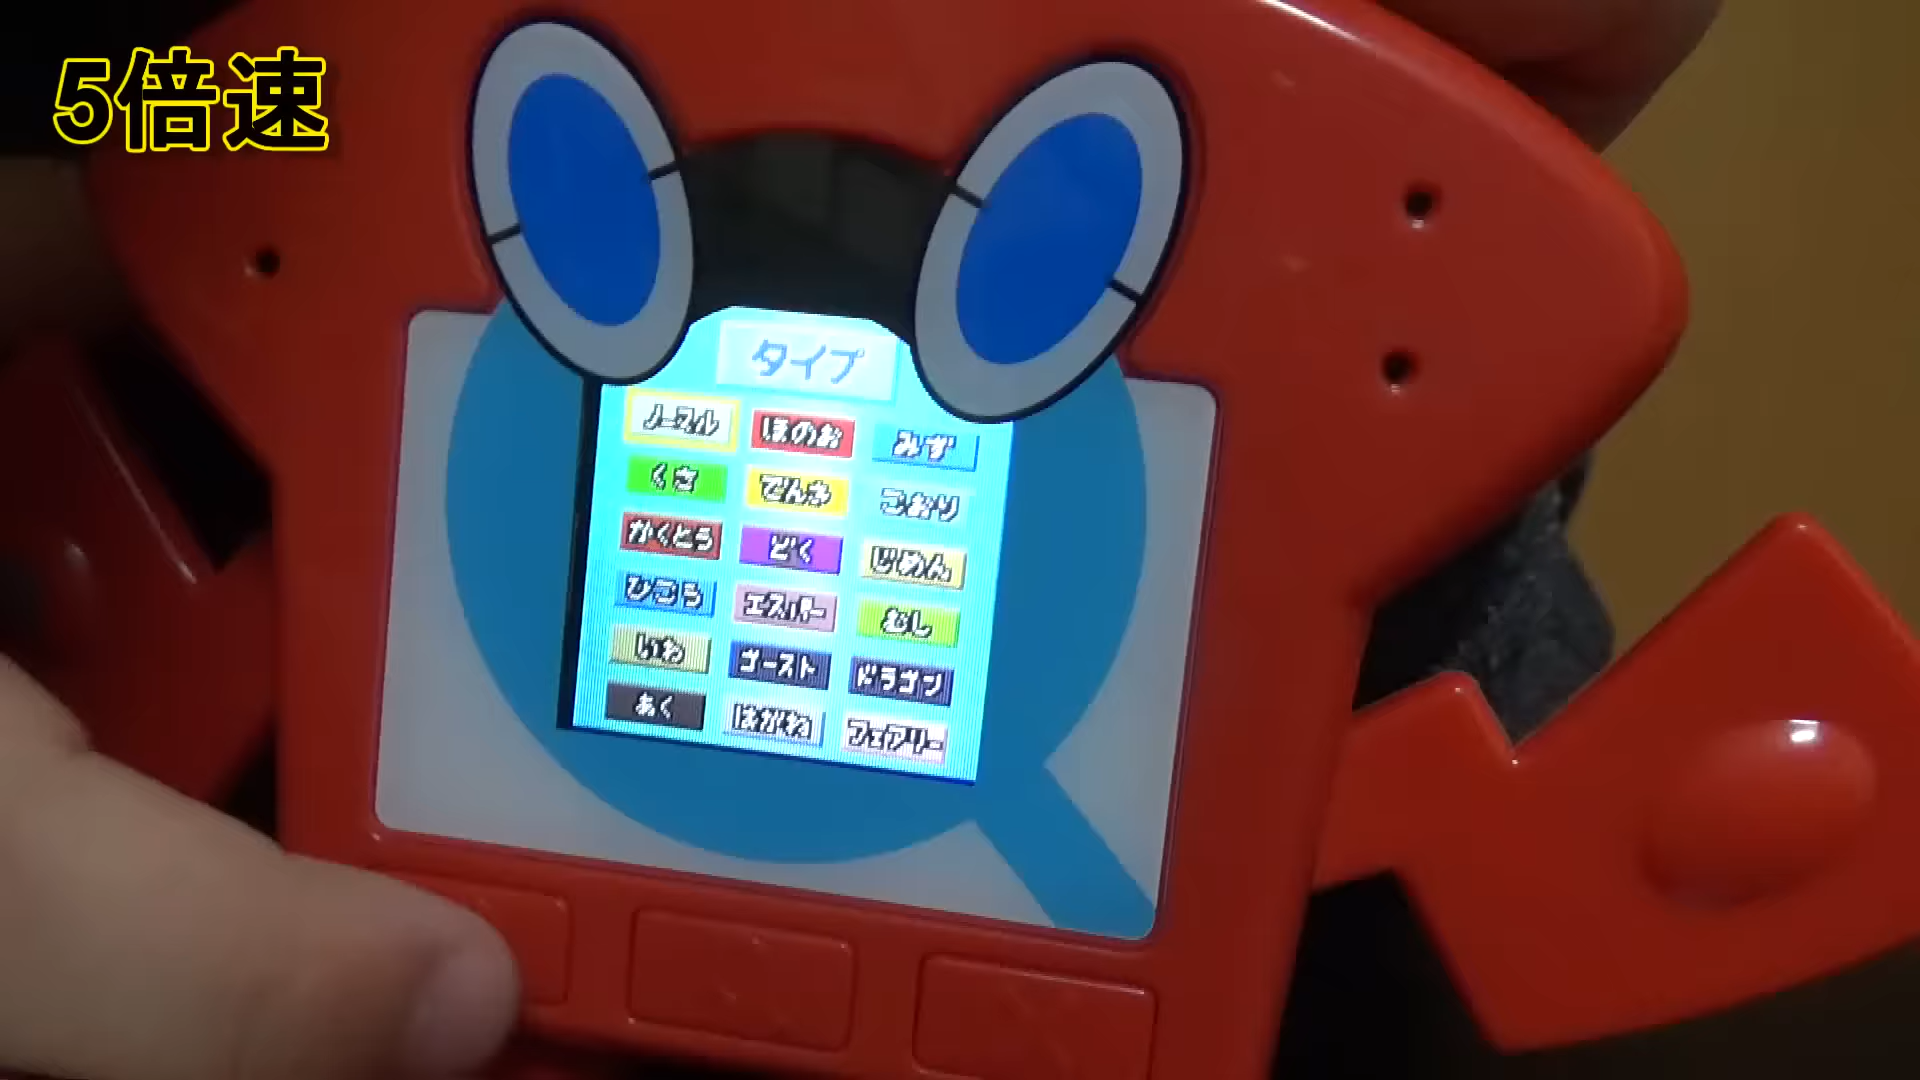 5倍速
タイプ
ノーマル ほのお みず
くさ でんき こおり
かくとう どく じめん
ひこう エスパー むし
いわ ゴースト ドラゴン
あく はがね フェアリー